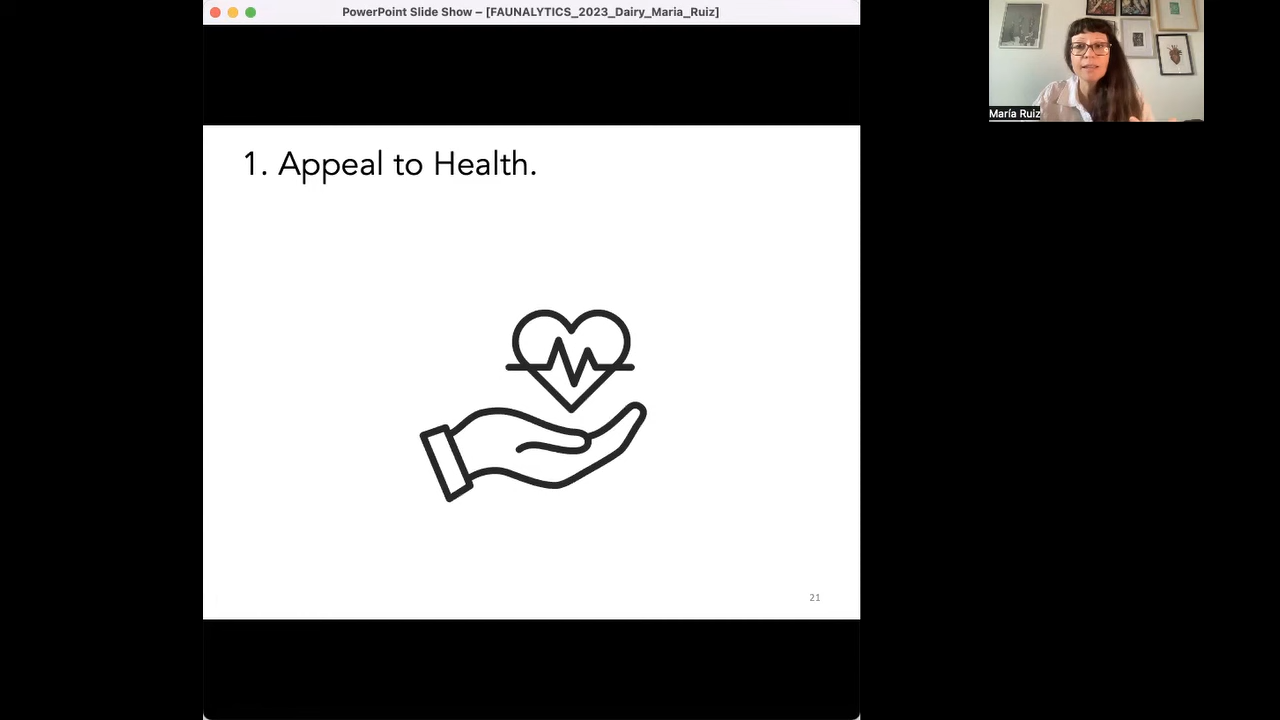 PowerPoint Slide Show – [FAUNALYTICS_2023_Dairy_Maria_Ruiz]
María Ruiz
1. Appeal to Health.
21